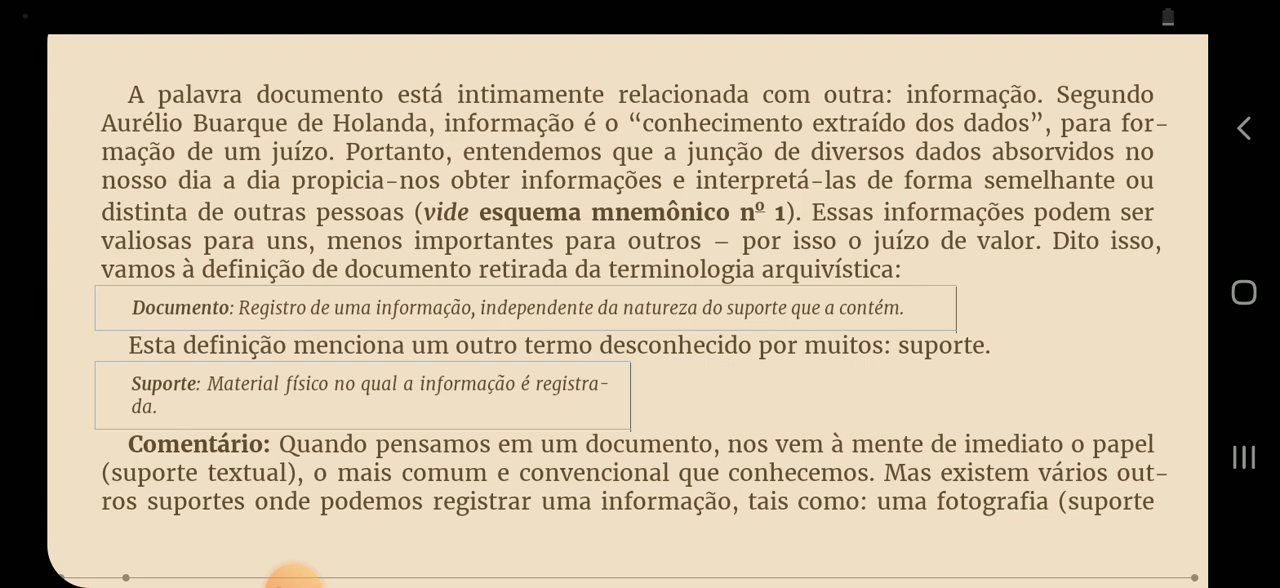 A palavra documento está intimamente relacionada com outra: informação. Segundo
Aurélio Buarque de Holanda, informação é o “conhecimento extraído dos dados”, para for-
mação de um juízo. Portanto, entendemos que a junção de diversos dados absorvidos no
nosso dia a dia propicia-nos obter informações e interpretá-las de forma semelhante ou
distinta de outras pessoas (vide esquema mnemônico nº 1). Essas informações podem ser
valiosas para uns, menos importantes para outros – por isso o juízo de valor. Dito isso,
vamos à definição de documento retirada da terminologia arquivística:
Documento: Registro de uma informação, independente da natureza do suporte que a contém.
Esta definição menciona um outro termo desconhecido por muitos: suporte.
Suporte: Material físico no qual a informação é registra-
da.
Comentário: Quando pensamos em um documento, nos vem à mente de imediato o papel
(suporte textual), o mais comum e convencional que conhecemos. Mas existem vários out-
ros suportes onde podemos registrar uma informação, tais como: uma fotografia (suporte